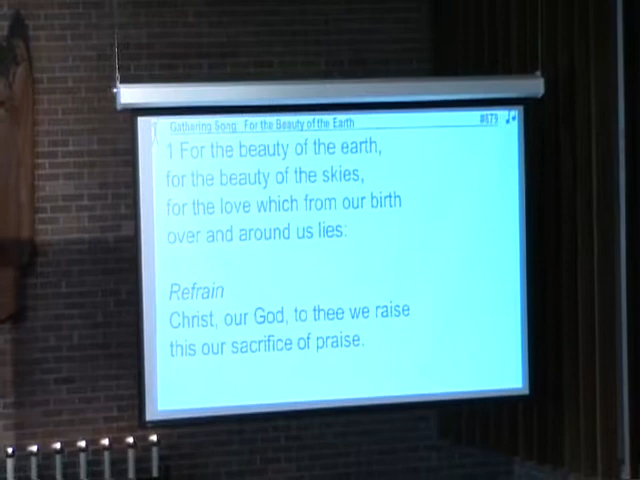 Gathering Song For the Beauty of the Earth #879
1 For the beauty of the earth,
for the beauty of the skies,
for the love which from our birth
over and around us lies:
Refrain
Christ, our God, to thee we raise
this our sacrifice of praise.